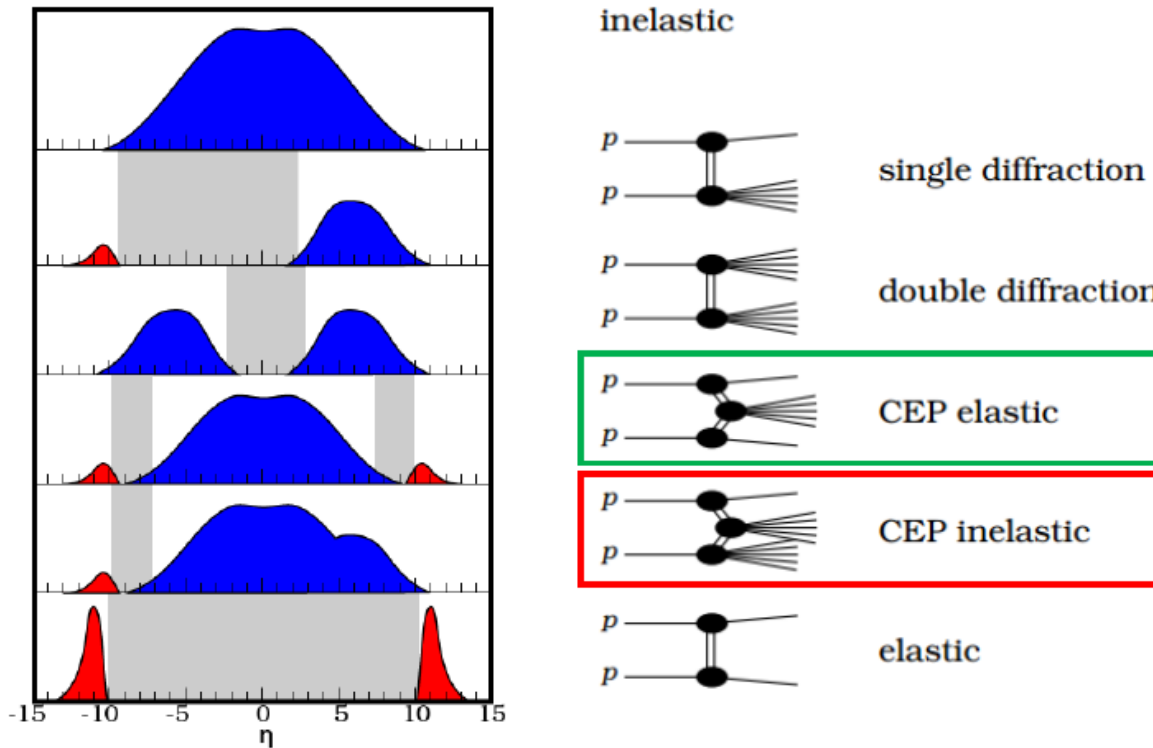 inelastic
p
p
single diffraction
p
p
double diffraction
p
p
CEP elastic
p
p
CEP inelastic
p
p
elastic
-15 -10 -5 0 5 10 15
η